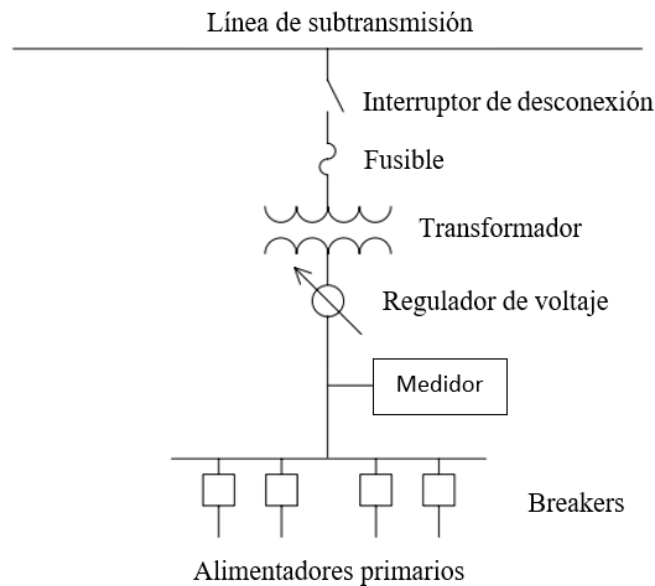 Línea de subtransmisión
Interruptor de desconexión
Fusible
Transformador
Regulador de voltaje
Medidor
Breakers
Alimentadores primarios